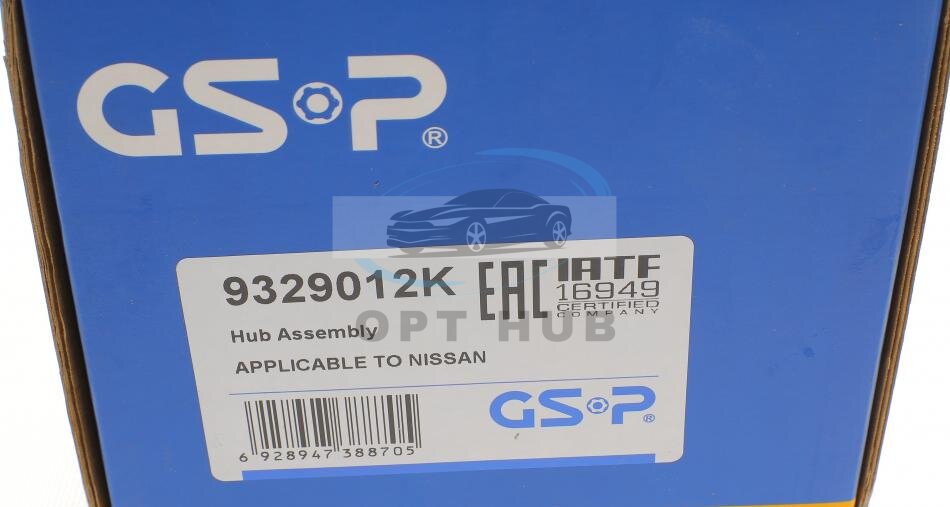 GSP®
9329012K
EAC
IATF
16949
CERTIFIED
COMPANY
OPT HUB
Hub Assembly
APPLICABLE TO NISSAN
GSP®
6 928947 388705